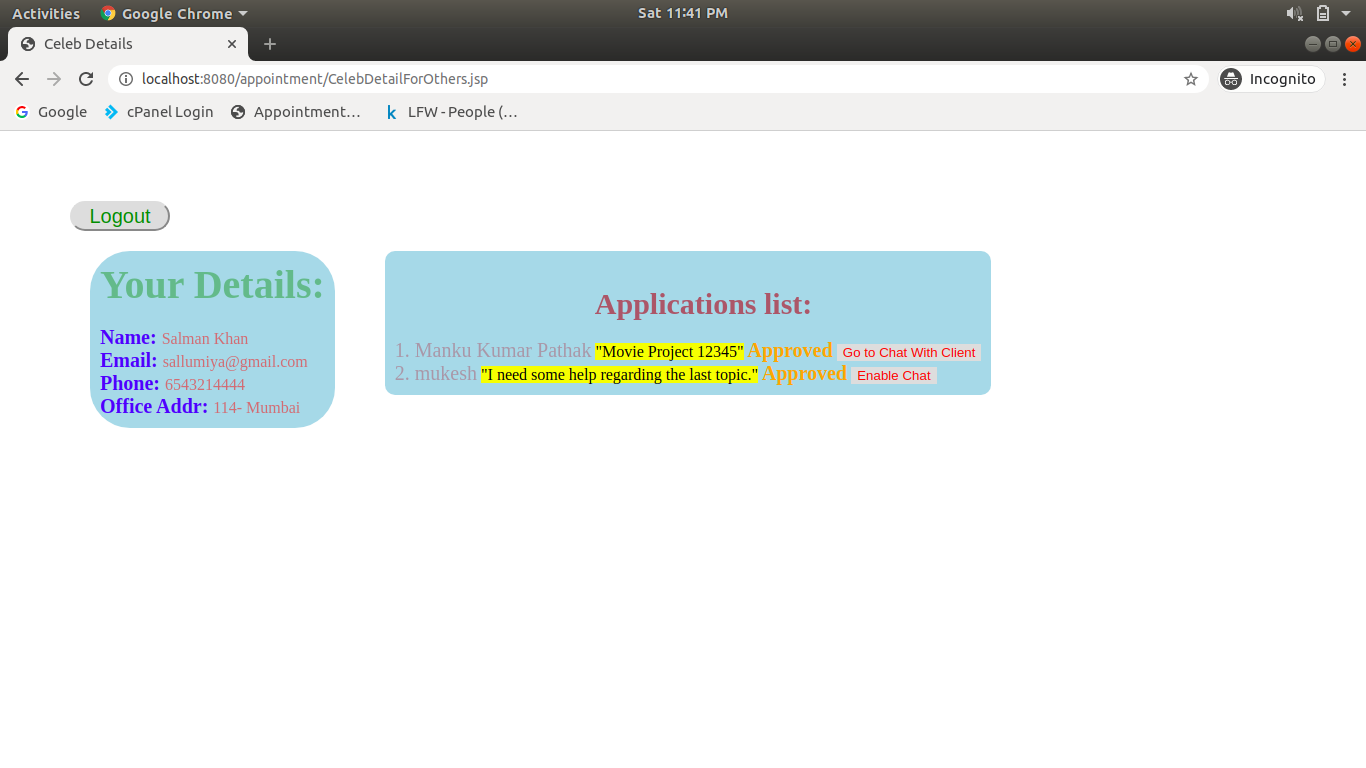 Activities Google Chrome Sat 11:41 PM
Celeb Details
localhost:8080/appointment/CelebDetailForOthers.jsp Incognito
Google cPanel Login Appointment… LFW - People (…
Logout
Your Details:
Name: Salman Khan
Email: sallumiya@gmail.com
Phone: 6543214444
Office Addr: 114- Mumbai
Applications list:
1. Manku Kumar Pathak "Movie Project 12345" Approved Go to Chat With Client
2. mukesh "I need some help regarding the last topic." Approved Enable Chat